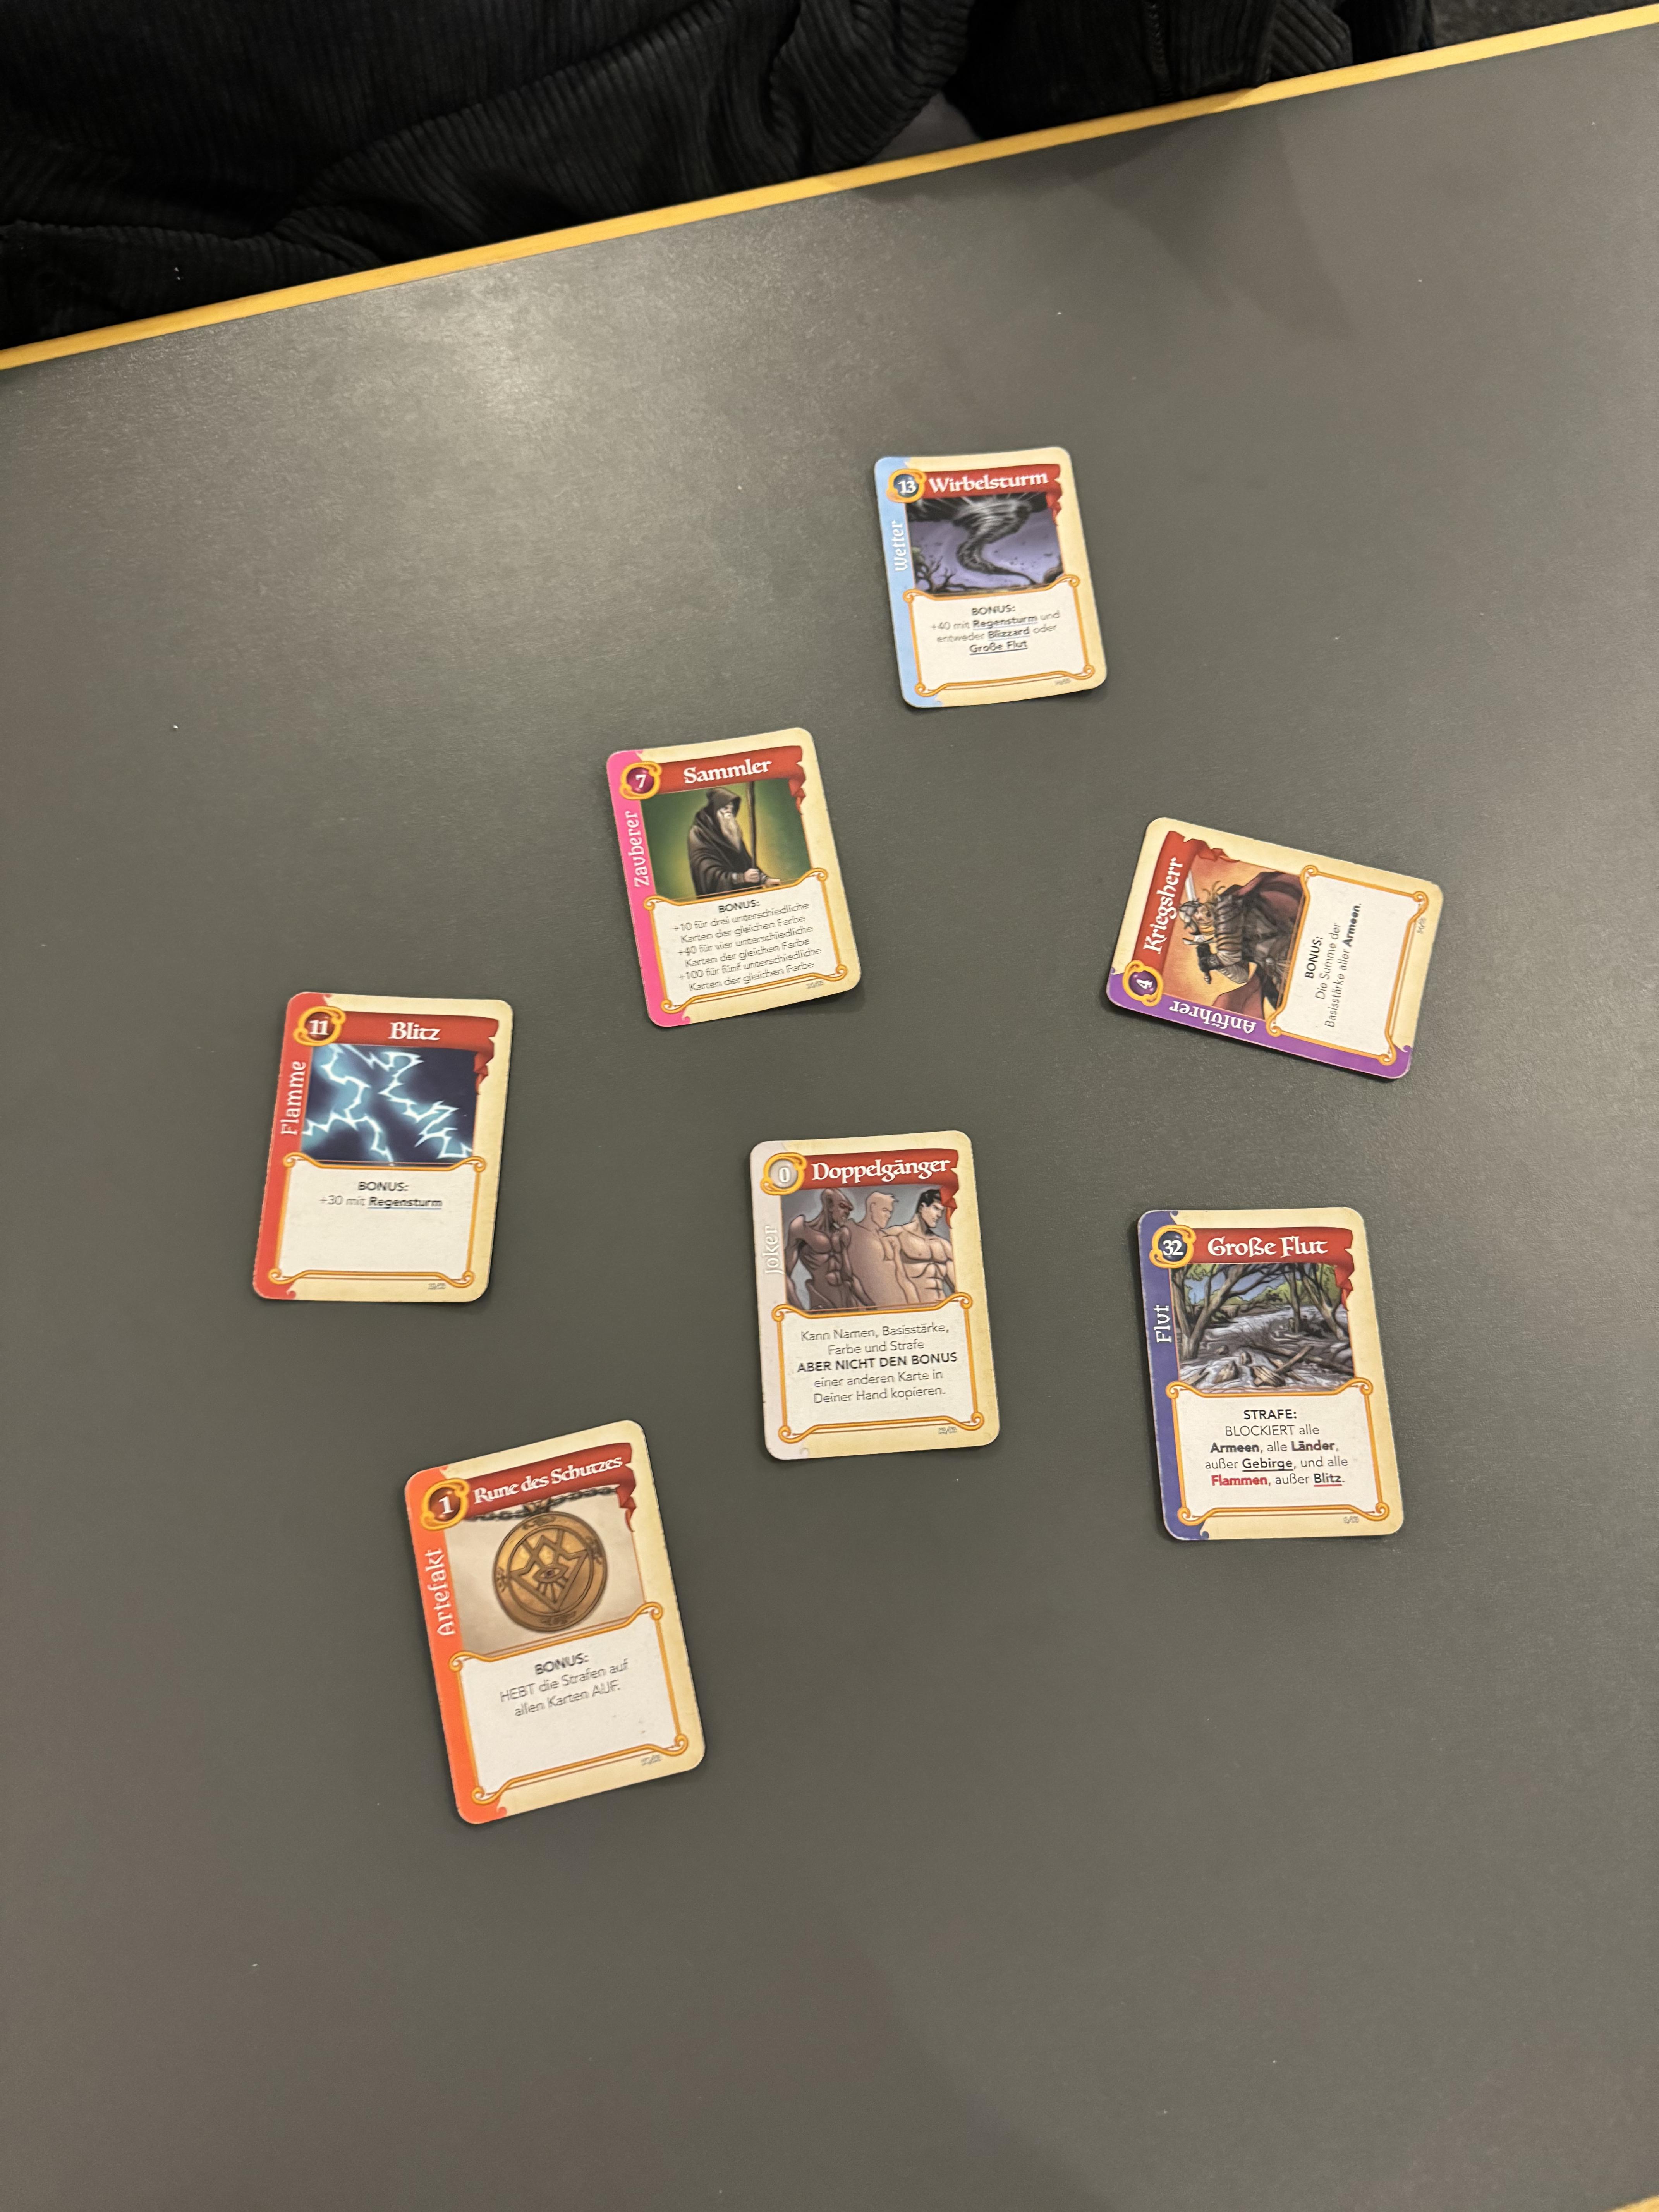 13 Wirbelsturm
Wetter
BONUS:
+40 mit Regensturm und
entweder Blizzard oder
Große Flut
7 Sammler
Zauberer
BONUS:
+10 für drei unterschiedliche
Karten der gleichen Farbe
+40 für vier unterschiedliche
Karten der gleichen Farbe
+100 für fünf unterschiedliche
Karten der gleichen Farbe
4 Kriegsherr
Anführer
BONUS:
Die Summe der
Basisstärke aller Armeen.
11 Blitz
Flamme
BONUS:
+30 mit Regensturm
0 Doppelgänger
Joker
Kann Namen, Basisstärke,
Farbe und Strafe
ABER NICHT DEN BONUS
einer anderen Karte in
Deiner Hand kopieren.
32 Große Flut
Flut
STRAFE:
BLOCKIERT alle
Armeen, alle Länder,
außer Gebirge, und alle
Flammen, außer Blitz.
1 Rune des Schutzes
Artefakt
BONUS:
HEBT die Strafen auf
allen Karten AUF.